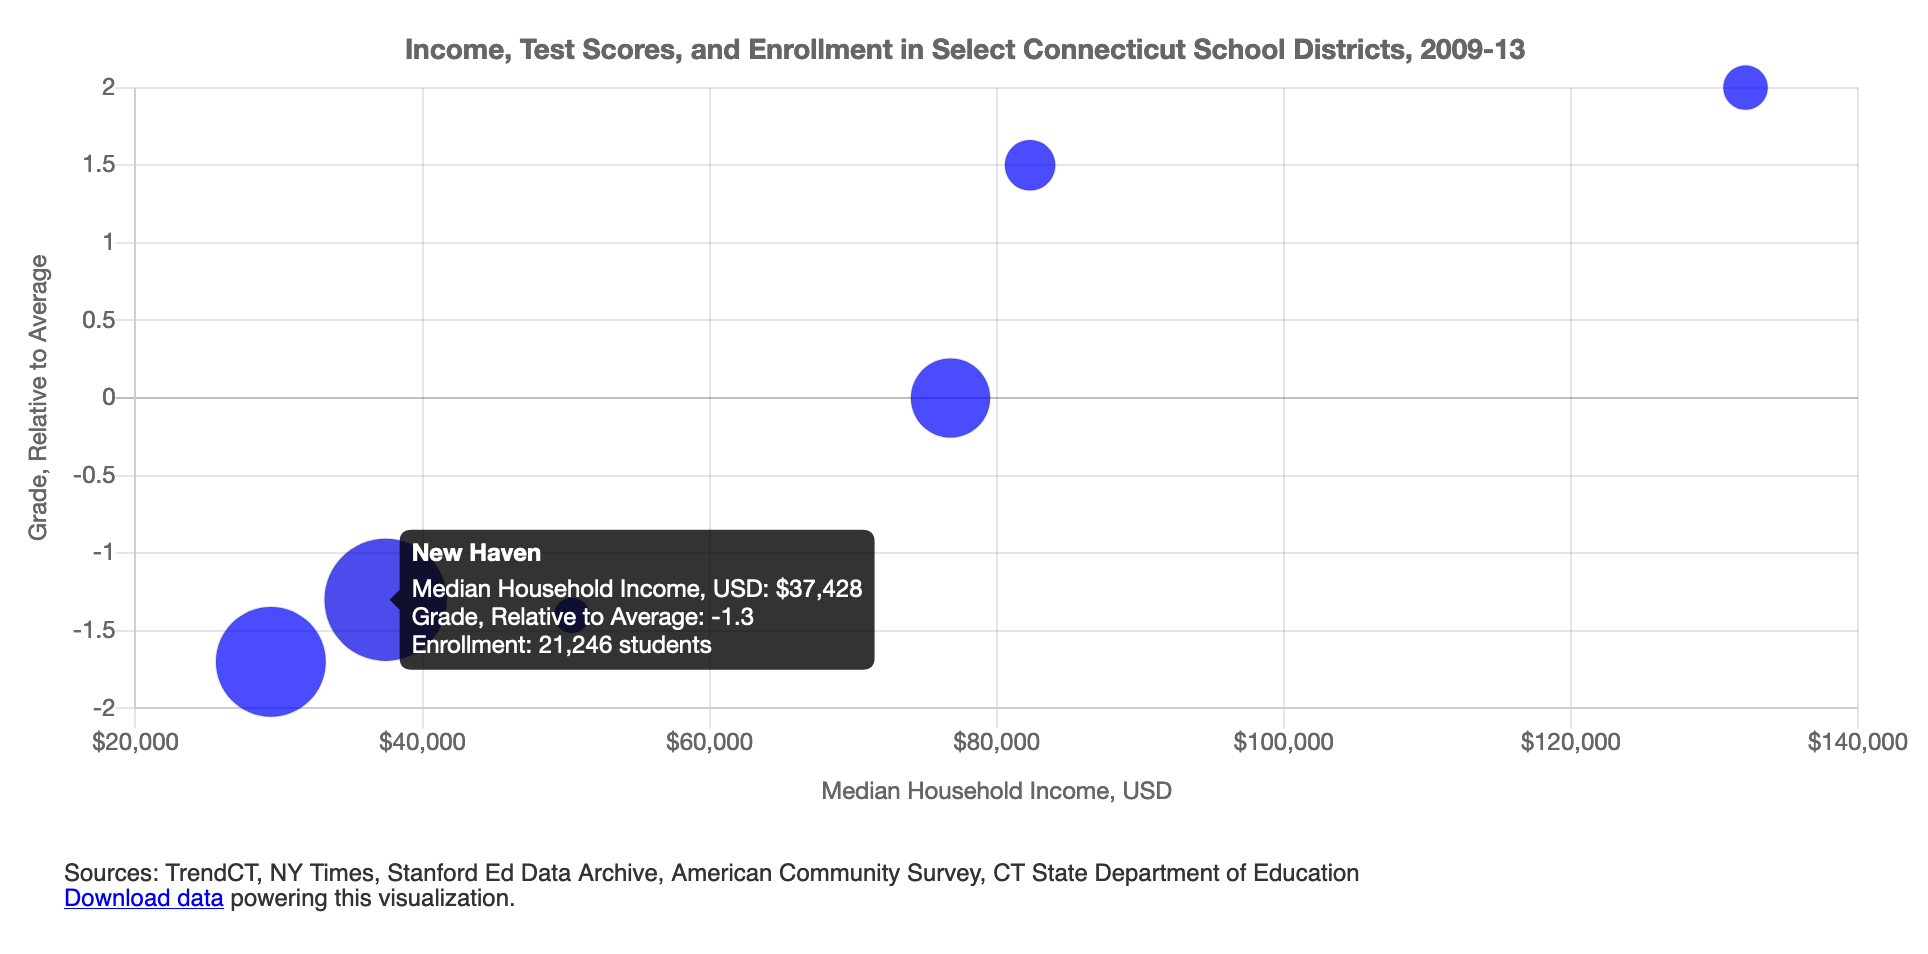 Income, Test Scores, and Enrollment in Select Connecticut School Districts, 2009-13
2
1.5
1
0.5
0
-0.5
-1
-1.5
-2
Grade, Relative to Average
New Haven
Median Household Income, USD: $37,428
Grade, Relative to Average: -1.3
Enrollment: 21,246 students
$20,000
$40,000
$60,000
$80,000
$100,000
$120,000
$140,000
Median Household Income, USD
Sources: TrendCT, NY Times, Stanford Ed Data Archive, American Community Survey, CT State Department of Education
Download data powering this visualization.